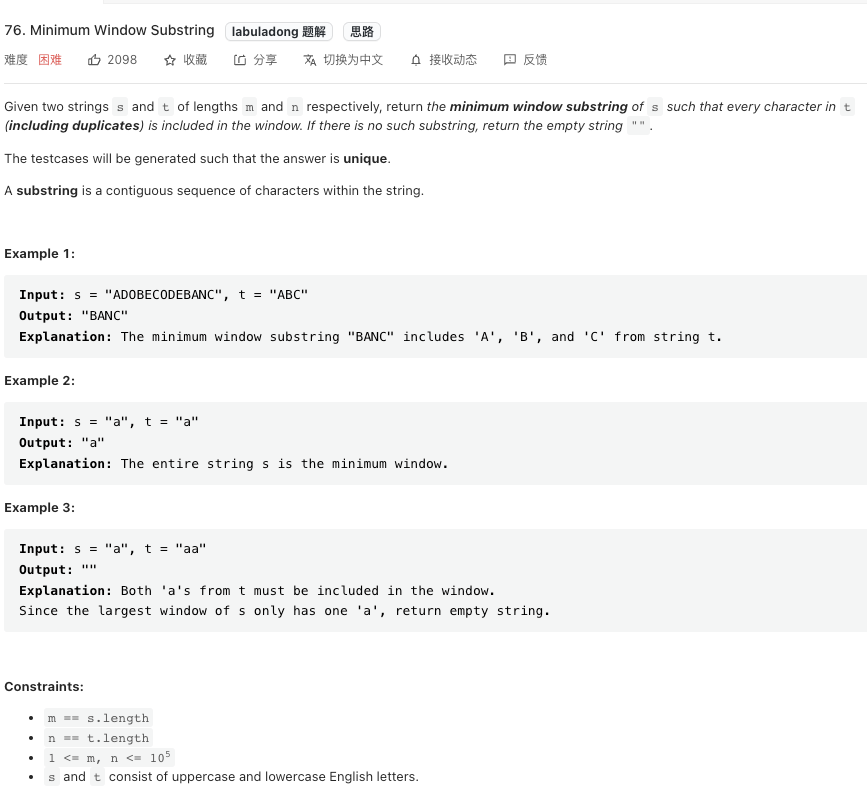 76. Minimum Window Substring labuladong 题解 思路
难度 困难 2098 收藏 分享 切换为中文 接收动态 反馈
Given two strings s and t of lengths m and n respectively, return the minimum window substring of s such that every character in t
(including duplicates) is included in the window. If there is no such substring, return the empty string "".
The testcases will be generated such that the answer is unique.
A substring is a contiguous sequence of characters within the string.
Example 1:
Input: s = "ADOBECODEBANC", t = "ABC"
Output: "BANC"
Explanation: The minimum window substring "BANC" includes 'A', 'B', and 'C' from string t.
Example 2:
Input: s = "a", t = "a"
Output: "a"
Explanation: The entire string s is the minimum window.
Example 3:
Input: s = "a", t = "aa"
Output: ""
Explanation: Both 'a's from t must be included in the window.
Since the largest window of s only has one 'a', return empty string.
Constraints:
• m == s.length
• n == t.length
• 1 <= m, n <= 10⁵
• s and t consist of uppercase and lowercase English letters.